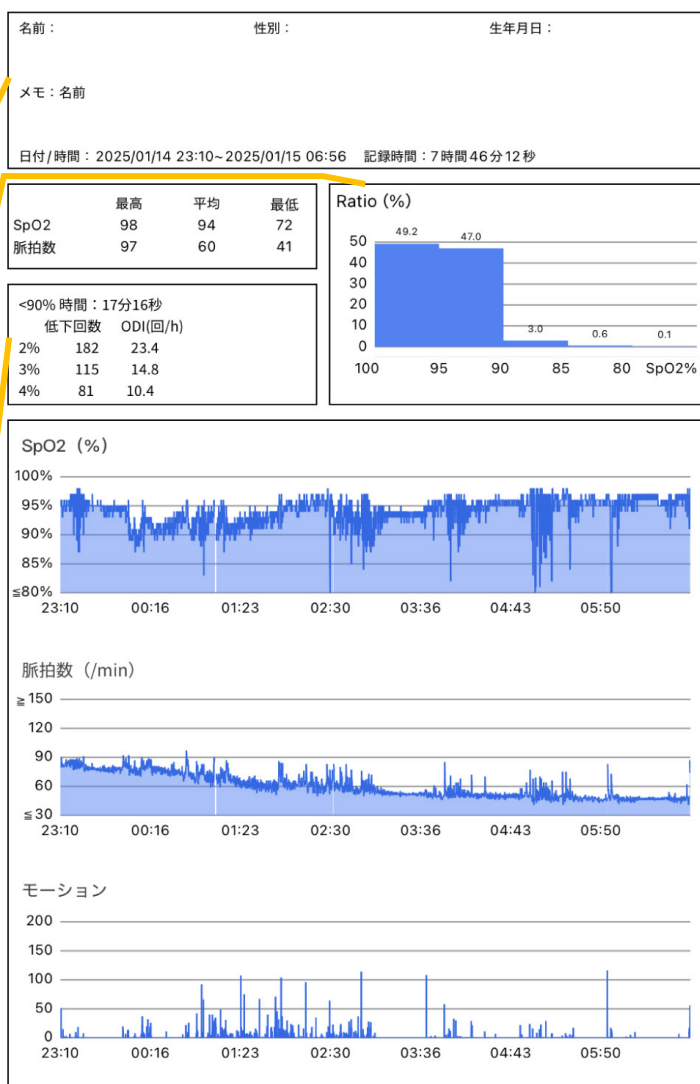 名前： 性別： 生年月日：
メモ：名前
日付/時間：2025/01/14 23:10~2025/01/15 06:56 記録時間：7時間46分12秒
最高 平均 最低
SpO2 98 94 72
脈拍数 97 60 41
<90% 時間：17分16秒
低下回数 ODI(回/h)
2% 182 23.4
3% 115 14.8
4% 81 10.4
Ratio (%)
49.2 47.0 3.0 0.6 0.1
50
40
30
20
10
0
100 95 90 85 80 SpO2%
SpO2（%）
100%
95%
90%
85%
≦80%
23:10 00:16 01:23 02:30 03:36 04:43 05:50
脈拍数（/min）
≧ 150
120
90
60
≦ 30
23:10 00:16 01:23 02:30 03:36 04:43 05:50
モーション
200
150
100
50
0
23:10 00:16 01:23 02:30 03:36 04:43 05:50